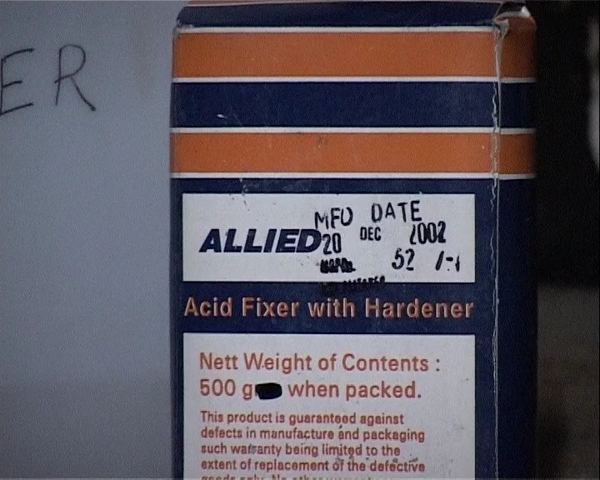 ER
MFD DATE
ALLIED 20 DEC 2002
52
Acid Fixer with Hardener
Nett Weight of Contents :
500 g when packed.
This product is guaranteed against
defects in manufacture and packaging
such warranty being limited to the
extent of replacement of the defective
goods only.